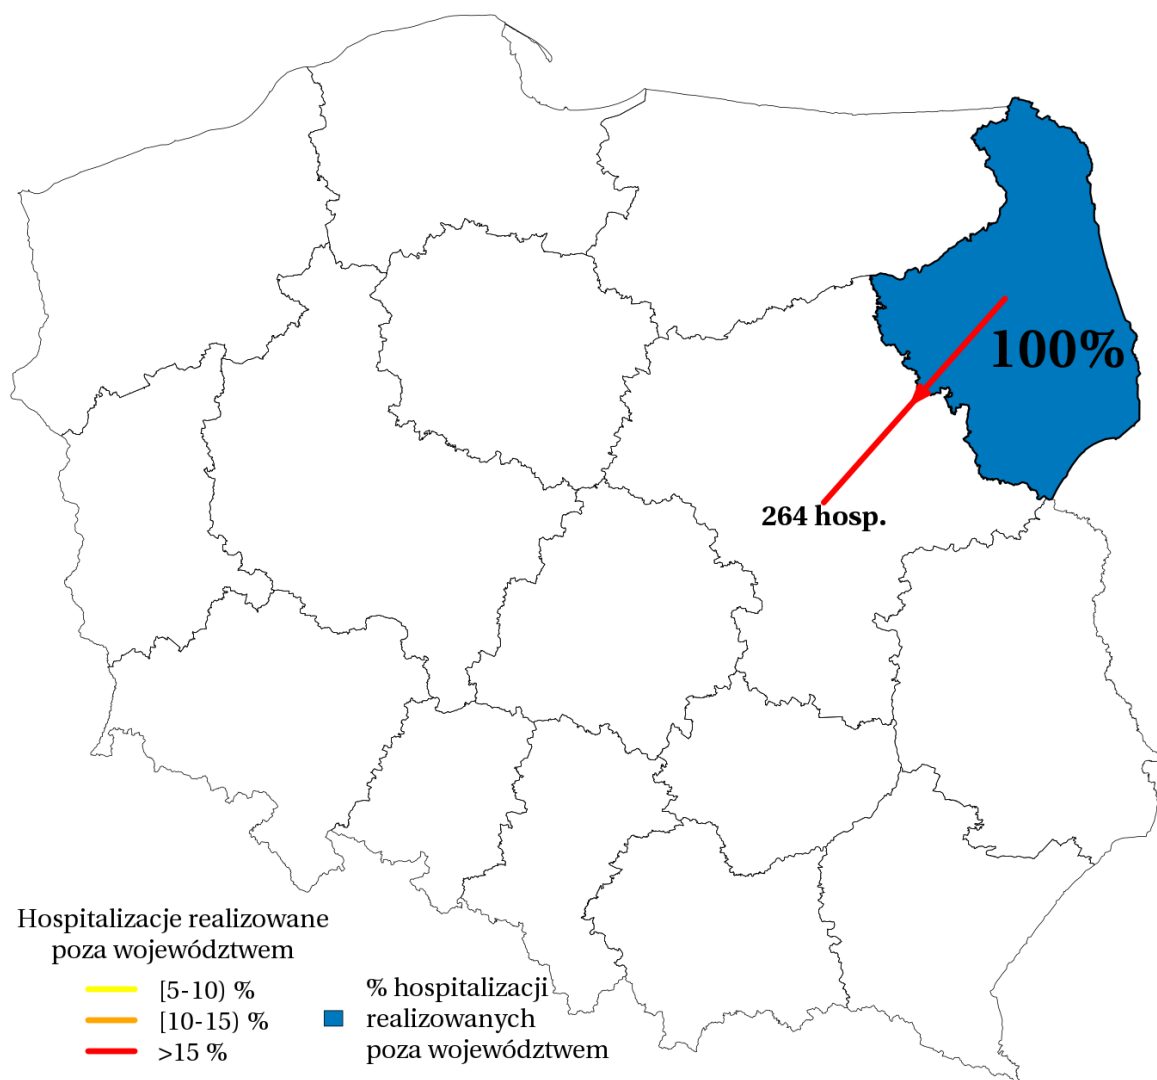 100%
264 hosp.
Hospitalizacje realizowane
poza województwem
[5-10) %
[10-15) %
>15 %
% hospitalizacji
realizowanych
poza województwem